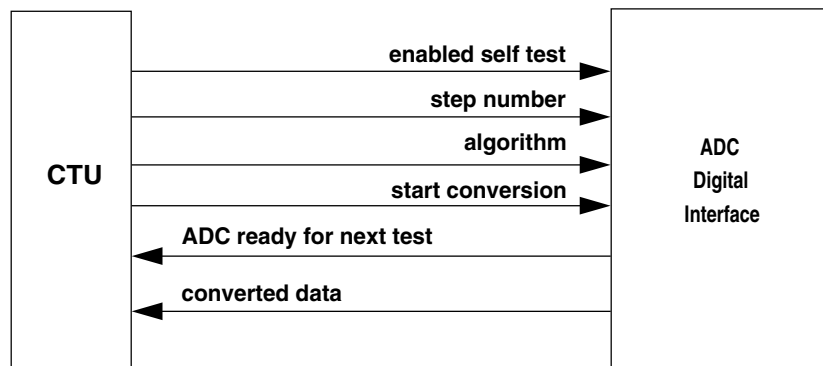 CTU
enabled self test
step number
algorithm
start conversion
ADC ready for next test
converted data
ADC
Digital
Interface